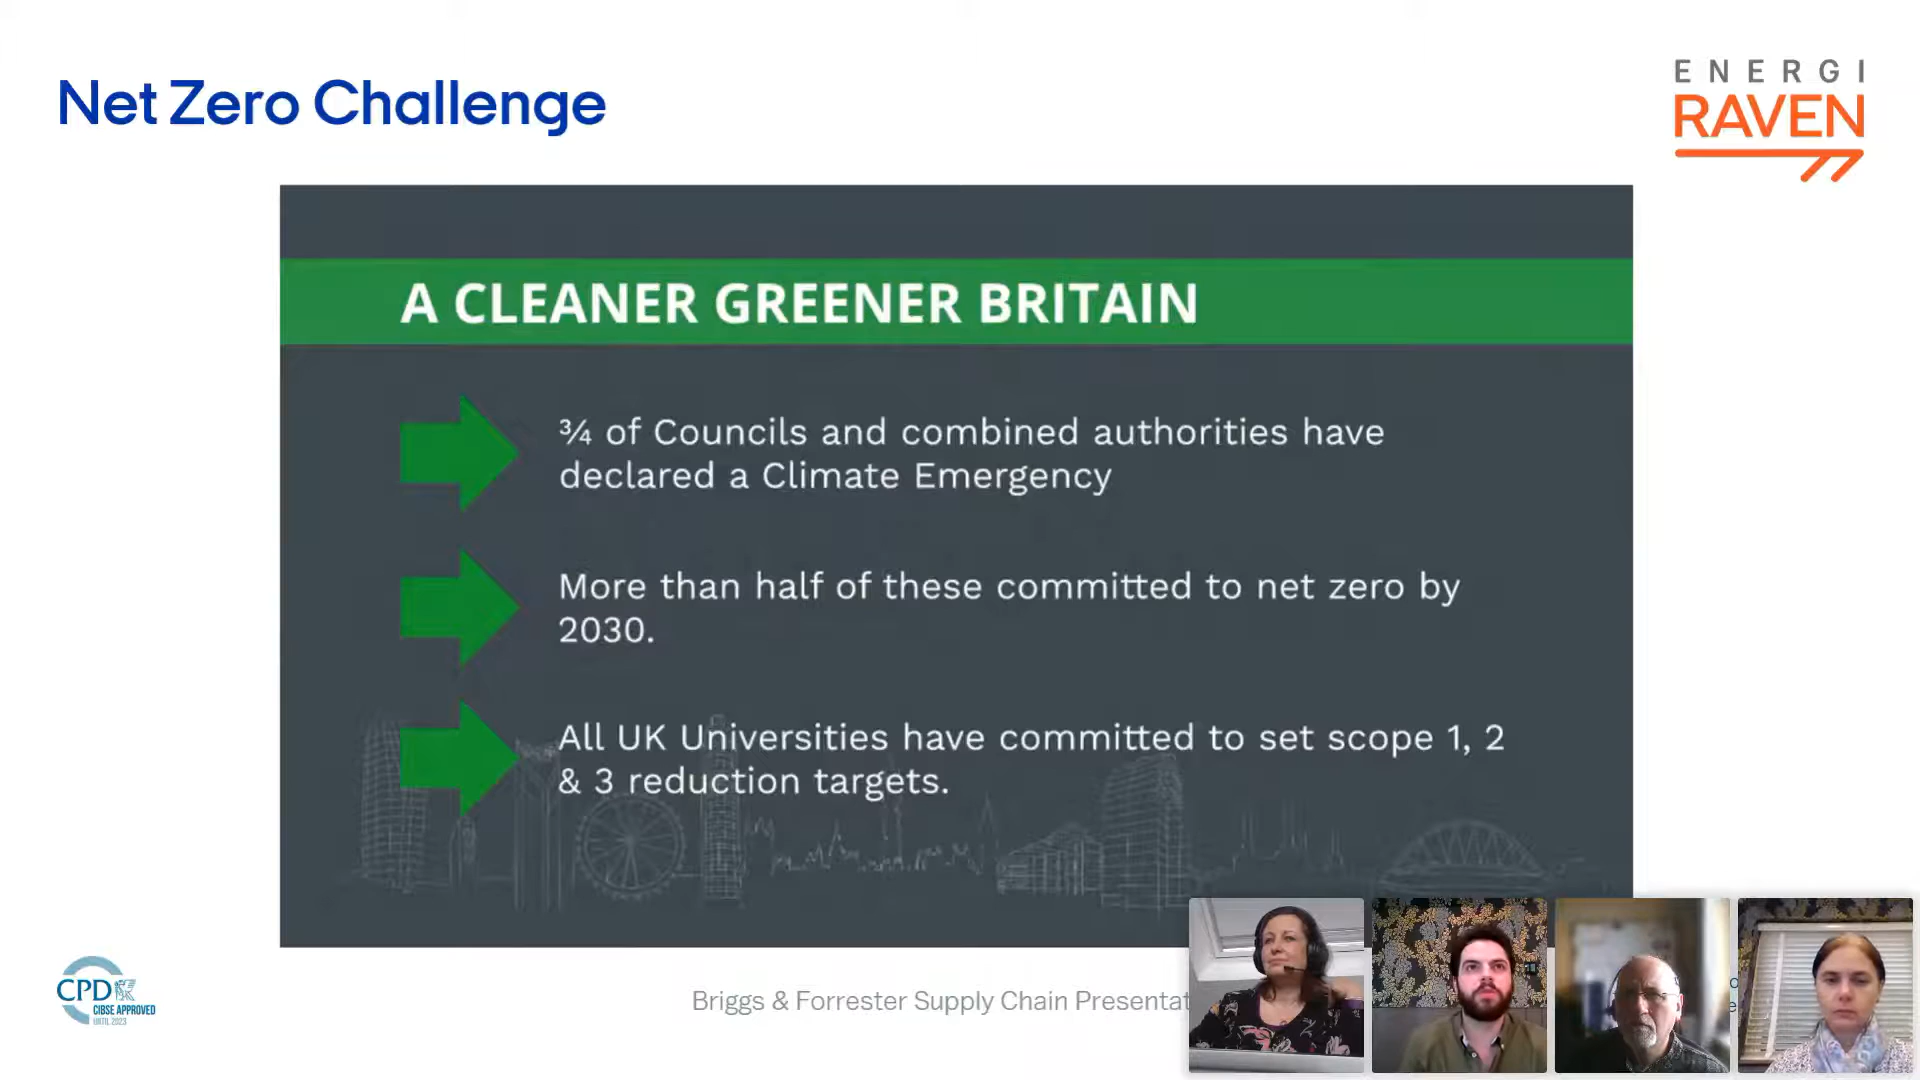 Net Zero Challenge
ENERGI
RAVEN
A CLEANER GREENER BRITAIN
¾ of Councils and combined authorities have
declared a Climate Emergency
More than half of these committed to net zero by
2030.
All UK Universities have committed to set scope 1, 2
& 3 reduction targets.
CPD
CIBSE APPROVED
UNTIL 2023
Briggs & Forrester Supply Chain Presentat